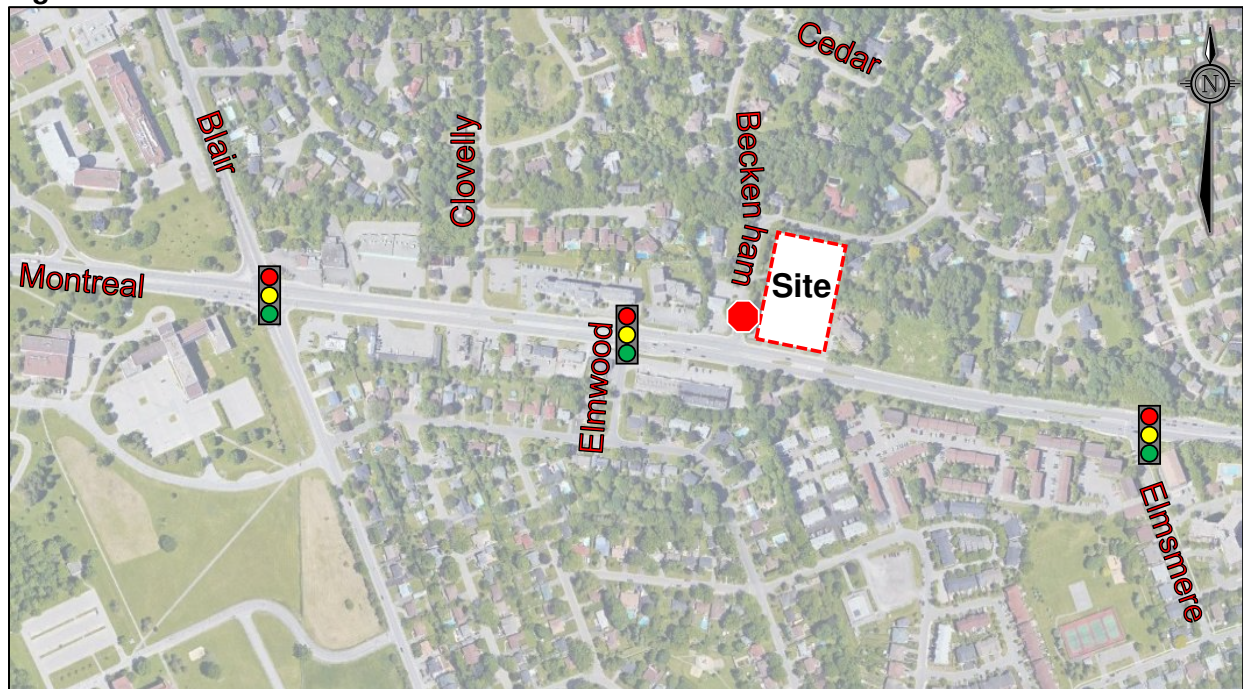 Cedar
N
Blair
Clovelly
Becken ham
Montreal
Site
Elmwood
Elmsmere